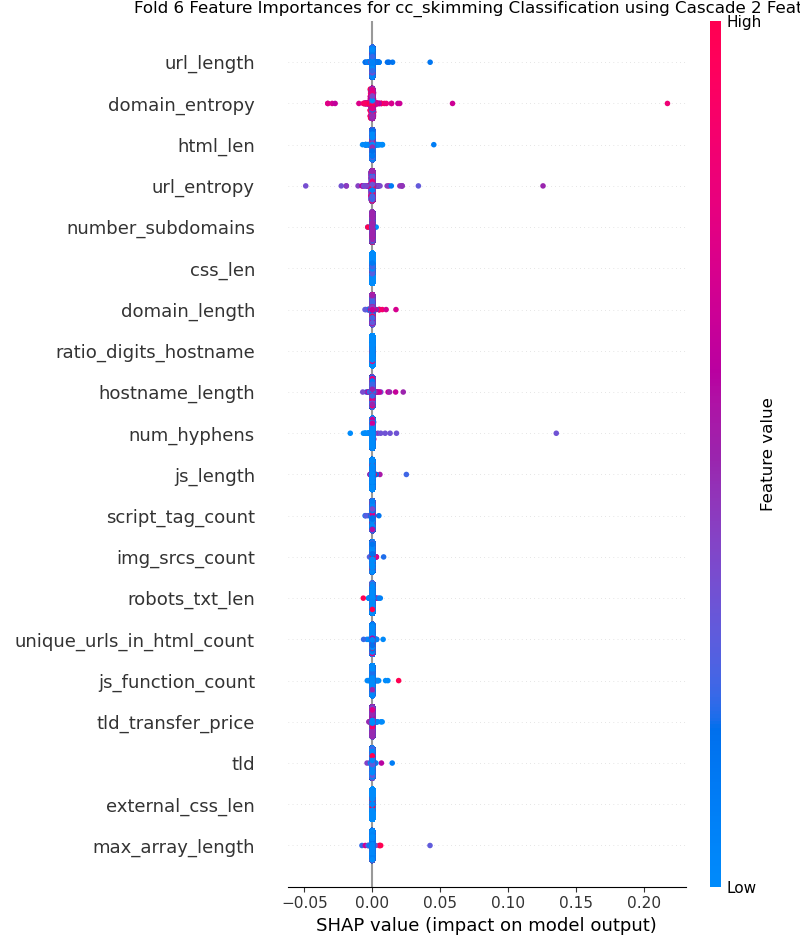 Fold 6 Feature Importances for cc_skimming Classification using Cascade 2 Feat
High
url_length
domain_entropy
html_len
url_entropy
number_subdomains
css_len
domain_length
ratio_digits_hostname
hostname_length
num_hyphens
js_length
script_tag_count
img_srcs_count
robots_txt_len
unique_urls_in_html_count
js_function_count
tld_transfer_price
tld
external_css_len
max_array_length
Feature value
Low
−0.05 0.00 0.05 0.10 0.15 0.20
SHAP value (impact on model output)